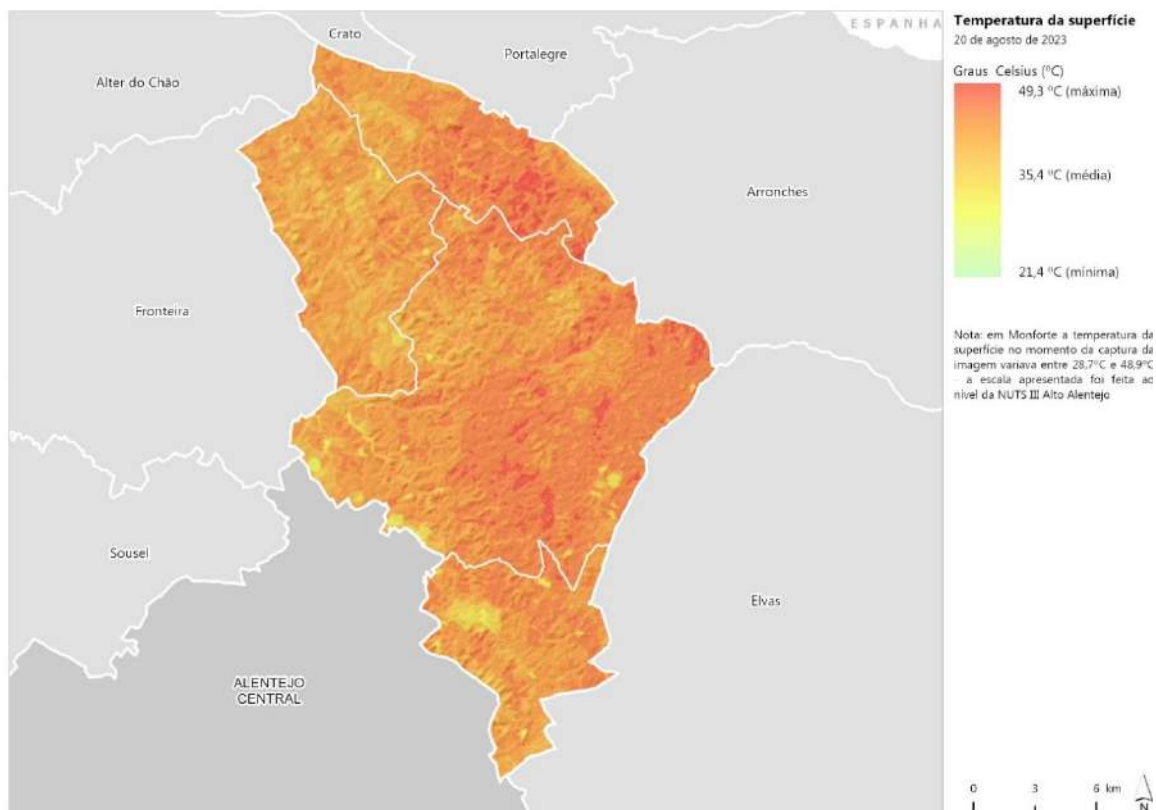 ESPANHA
Crato
Portalegre
Alter do Chão
Arronches
Fronteira
Sousel
Elvas
ALENTEJO
CENTRAL
Temperatura da superfície
20 de agosto de 2023
Graus Celsius (°C)
49,3 °C (máxima)
35,4 °C (média)
21,4 °C (mínima)
Nota: em Monforte a temperatura da
superfície no momento da captura da
imagem variava entre 28,7°C e 48,9°C
- a escala apresentada foi feita ao
nível da NUTS III Alto Alentejo
0 3 6 km
N